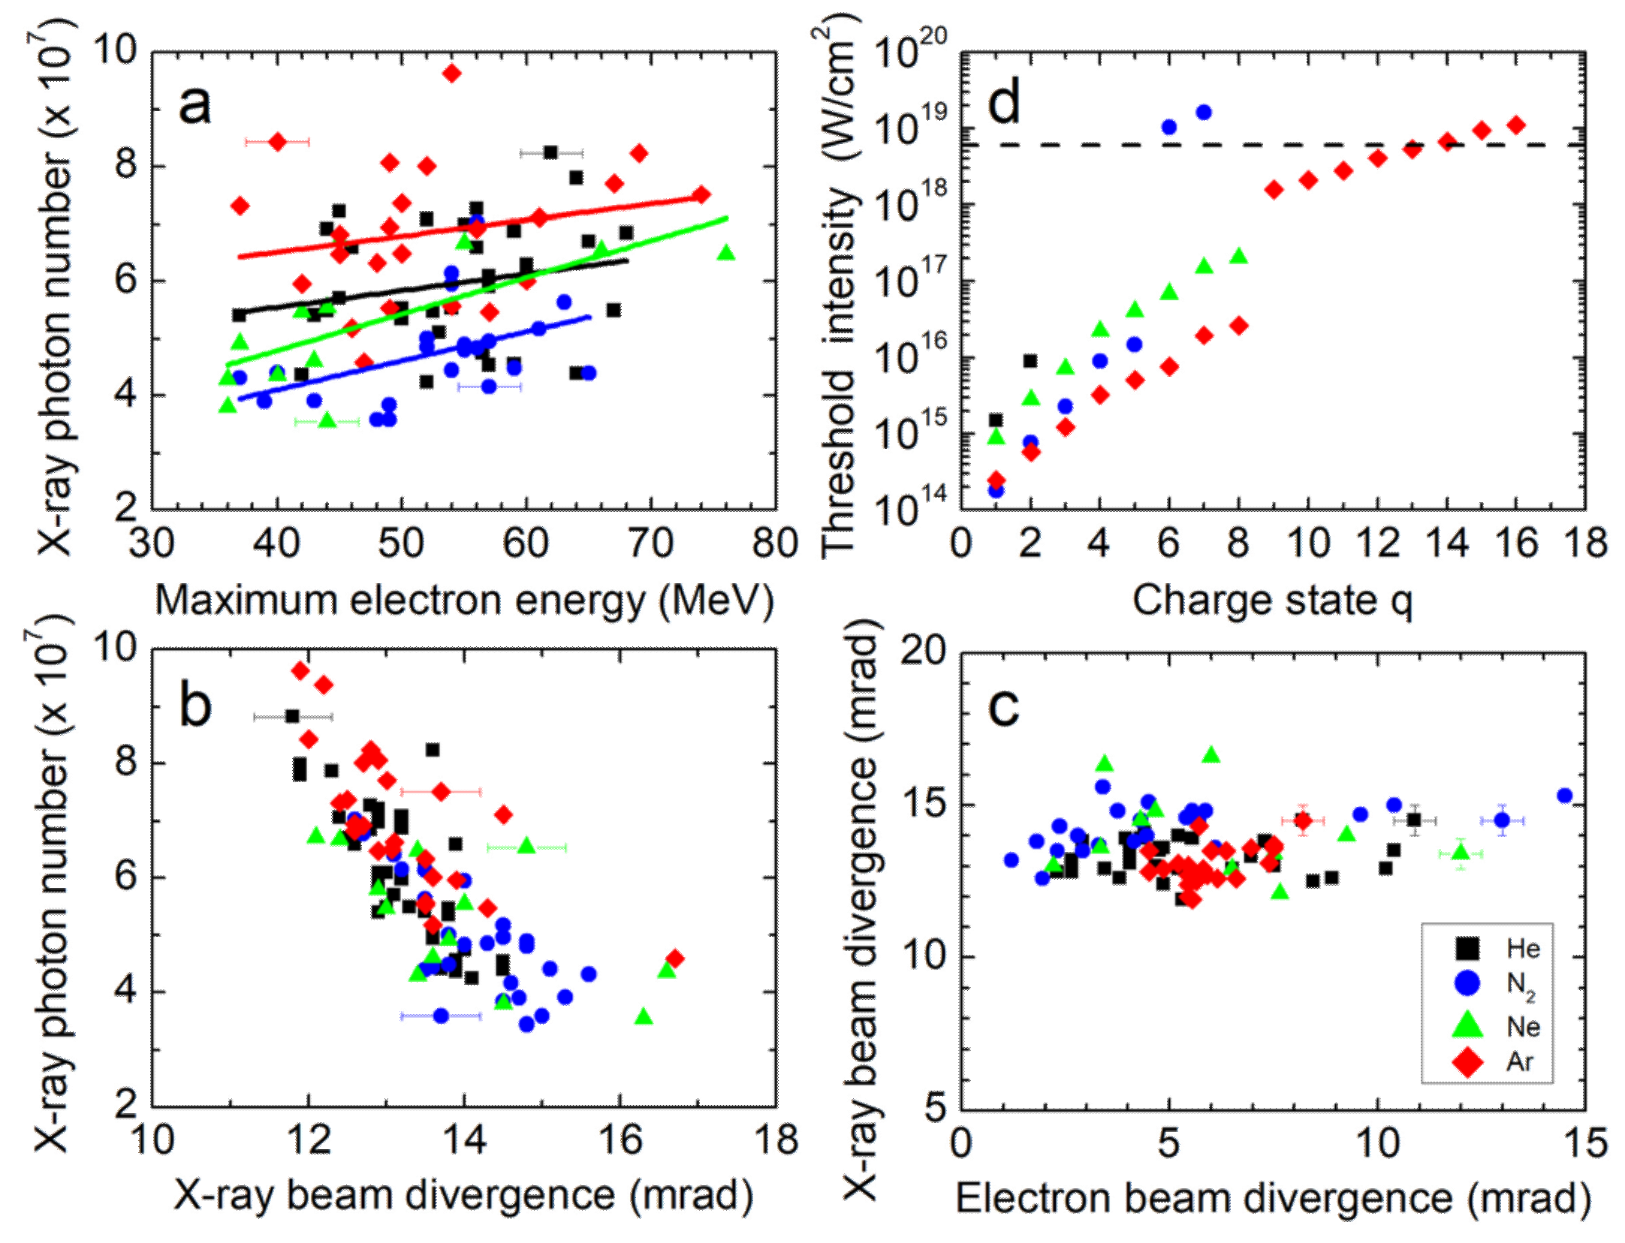 a
X-ray photon number (x 10⁷)
10
8
6
4
2
30 40 50 60 70 80
Maximum electron energy (MeV)
d
Threshold intensity (W/cm²)
10²⁰
10¹⁹
10¹⁸
10¹⁷
10¹⁶
10¹⁵
10¹⁴
0 2 4 6 8 10 12 14 16 18
Charge state q
b
X-ray photon number (x 10⁷)
10
8
6
4
2
10 12 14 16 18
X-ray beam divergence (mrad)
c
X-ray beam divergence (mrad)
20
15
10
5
0 5 10 15
Electron beam divergence (mrad)
He
N₂
Ne
Ar